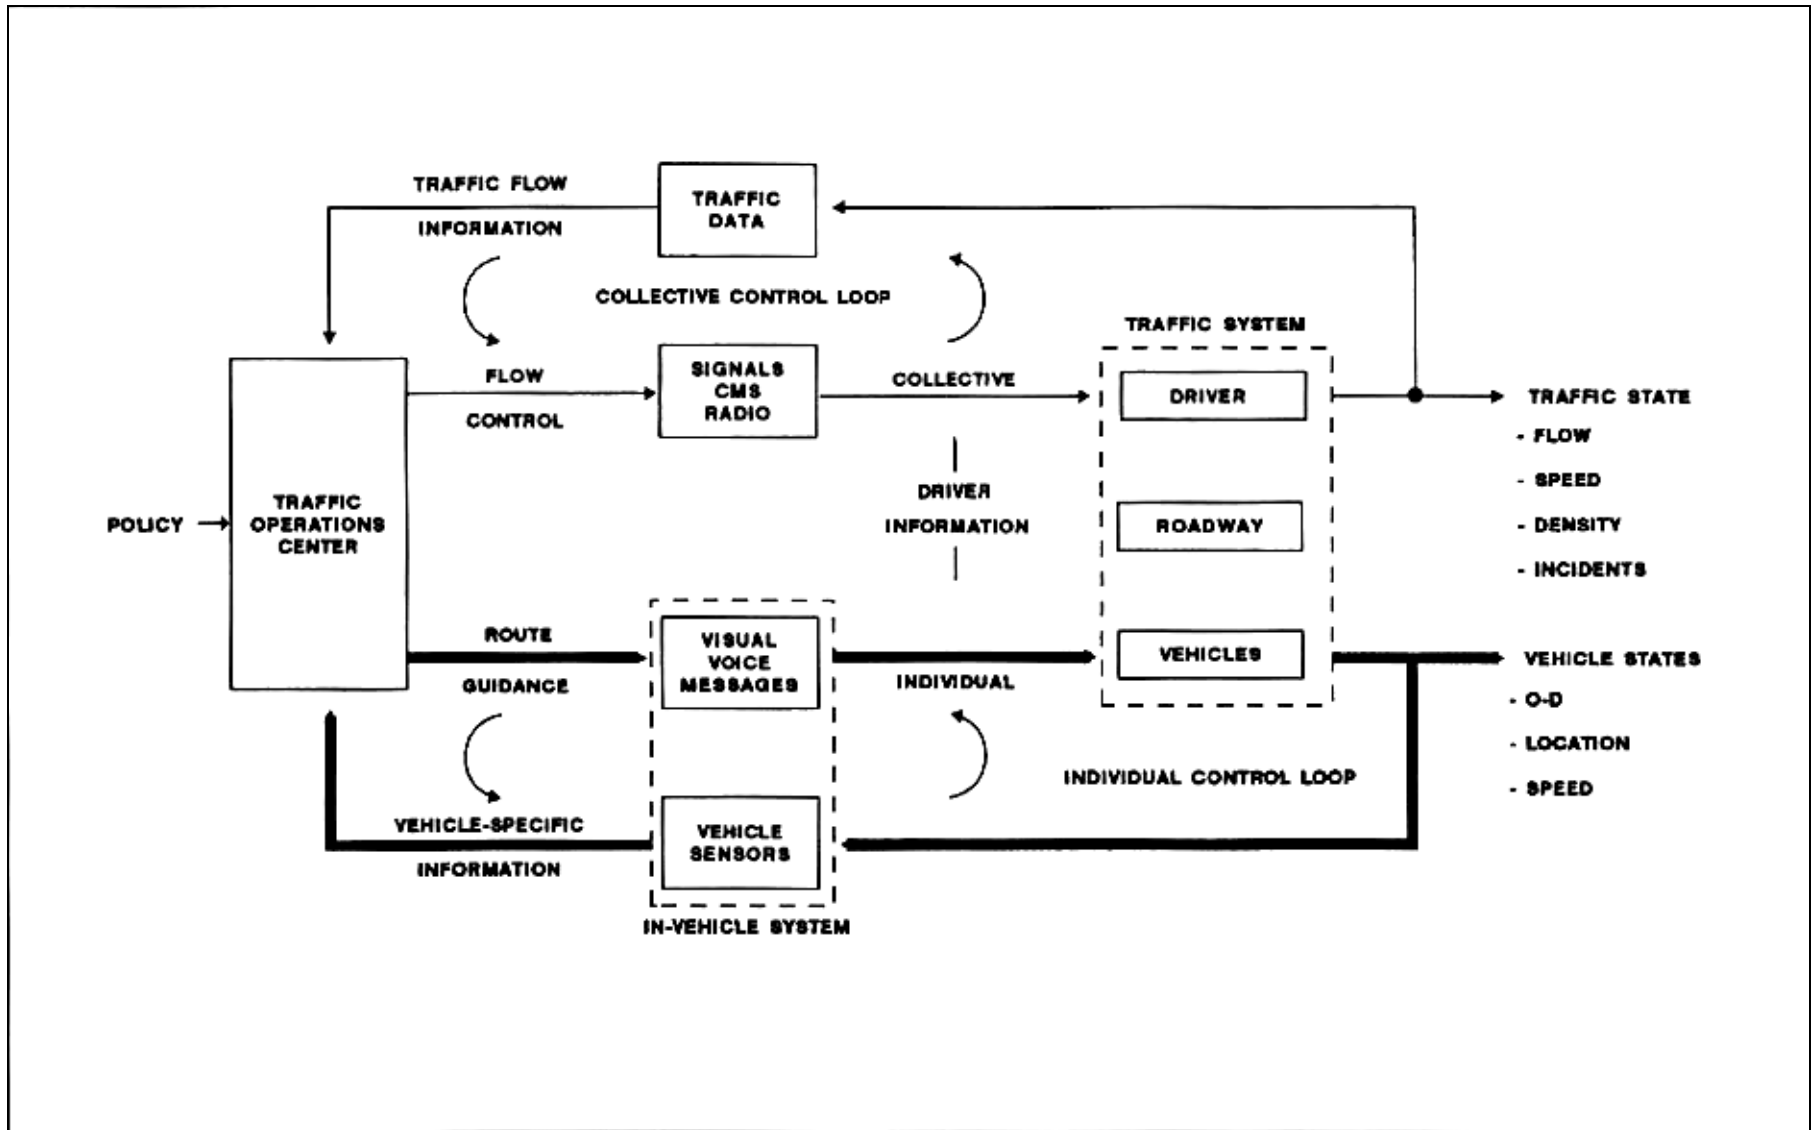 TRAFFIC FLOW
INFORMATION
TRAFFIC
DATA
COLLECTIVE CONTROL LOOP
TRAFFIC SYSTEM
FLOW
CONTROL
SIGNALS
CMS
RADIO
COLLECTIVE
DRIVER
TRAFFIC STATE
- FLOW
- SPEED
- DENSITY
- INCIDENTS
POLICY
TRAFFIC
OPERATIONS
CENTER
DRIVER
INFORMATION
ROADWAY
ROUTE
GUIDANCE
VISUAL
VOICE
MESSAGES
INDIVIDUAL
VEHICLES
VEHICLE STATES
- O-D
- LOCATION
- SPEED
INDIVIDUAL CONTROL LOOP
VEHICLE-SPECIFIC
INFORMATION
VEHICLE
SENSORS
IN-VEHICLE SYSTEM